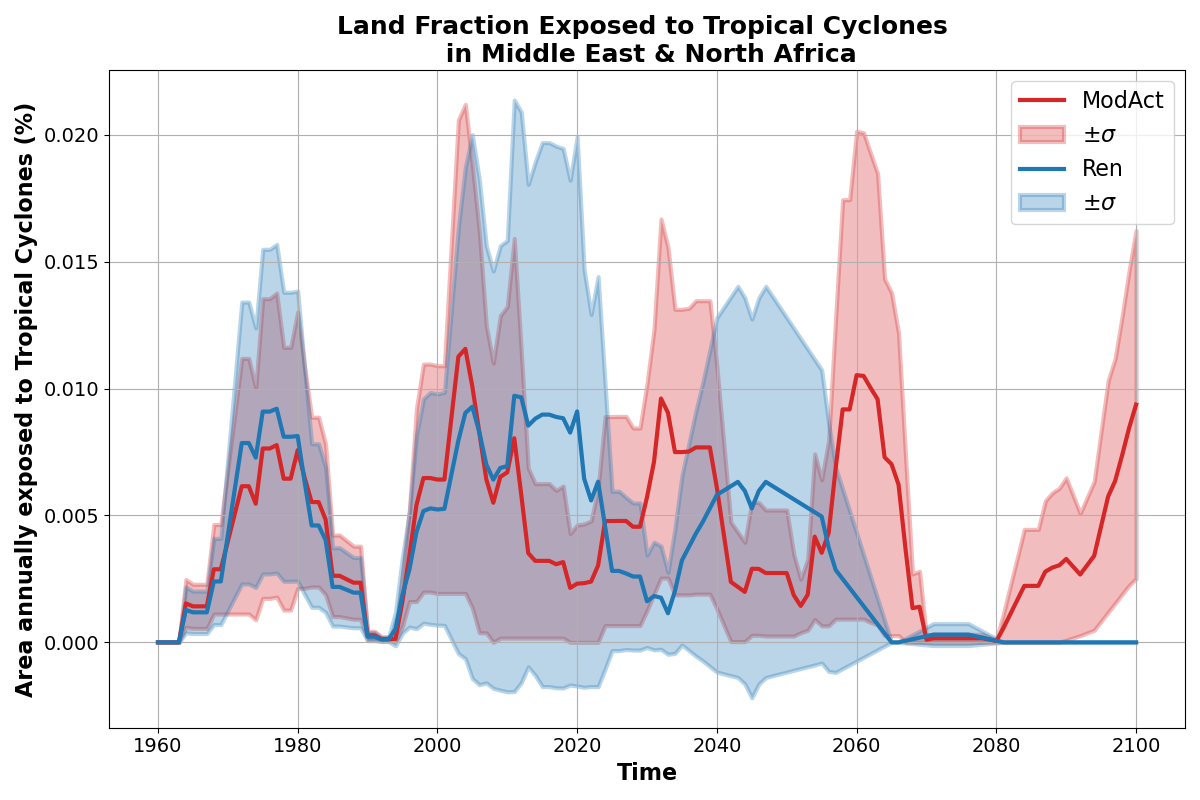 Land Fraction Exposed to Tropical Cyclones
in Middle East & North Africa
Area annually exposed to Tropical Cyclones (%)
0.020
0.015
0.010
0.005
0.000
ModAct
±σ
Ren
±σ
1960
1980
2000
2020
2040
2060
2080
2100
Time